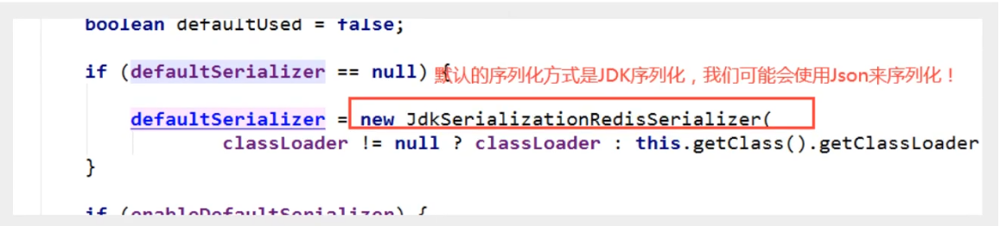 boolean defaultUsed = false;
if (defaultSerializer == null) {
默认的序列化方式是JDK序列化，我们可能会使用Json来序列化！
defaultSerializer = new JdkSerializationRedisSerializer(
classLoader != null ? classLoader : this.getClass().getClassLoader
}
if (enableDefaultSerializer) {